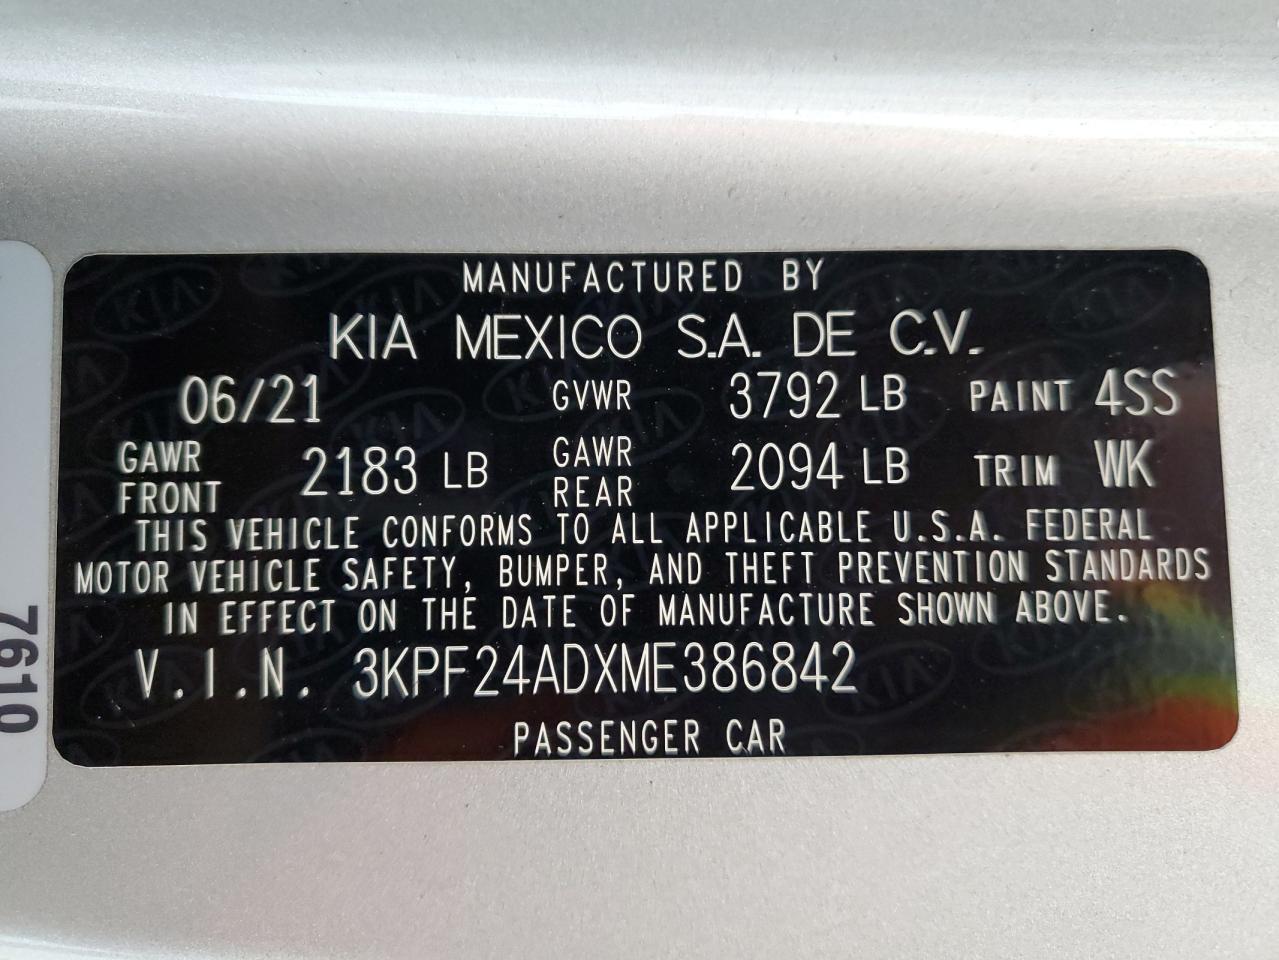 MANUFACTURED BY
KIA MEXICO S.A. DE C.V.
06/21 GVWR 3792 LB PAINT 4SS
GAWR FRONT 2183 LB GAWR REAR 2094 LB TRIM WK
THIS VEHICLE CONFORMS TO ALL APPLICABLE U.S.A. FEDERAL
MOTOR VEHICLE SAFETY, BUMPER, AND THEFT PREVENTION STANDARDS
IN EFFECT ON THE DATE OF MANUFACTURE SHOWN ABOVE.
V.I.N. 3KPF24ADXME386842
PASSENGER CAR
7610